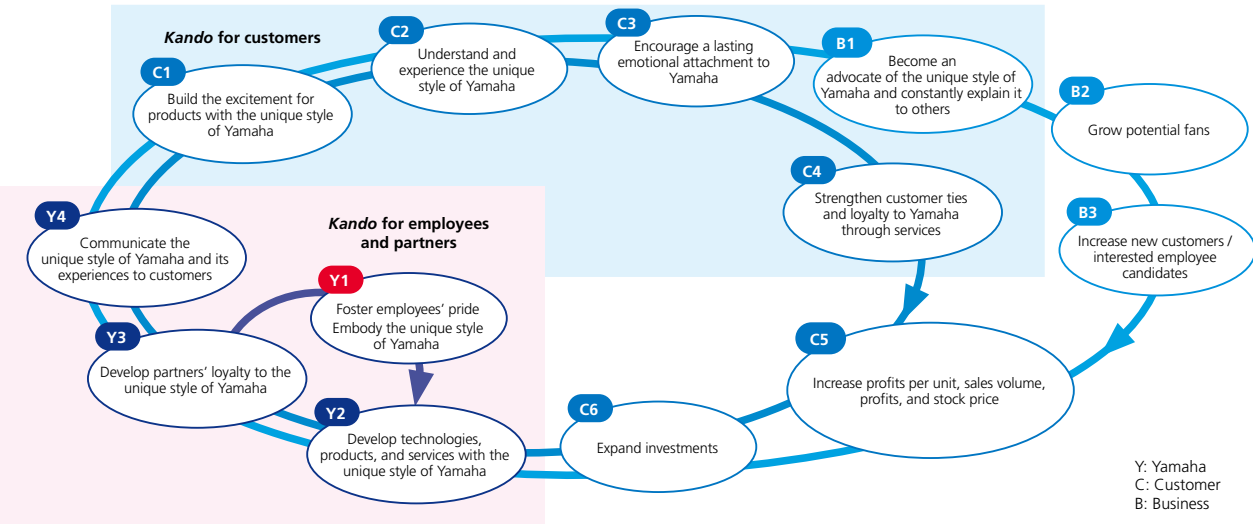 Kando for customers
C1
Build the excitement for
products with the unique style
of Yamaha
C2
Understand and
experience the unique
style of Yamaha
C3
Encourage a lasting
emotional attachment to
Yamaha
B1
Become an
advocate of the unique style of
Yamaha and constantly explain it
to others
B2
Grow potential fans
B3
Increase new customers /
interested employee
candidates
C4
Strengthen customer ties
and loyalty to Yamaha
through services
Y4
Communicate the
unique style of Yamaha and its
experiences to customers
Kando for employees
and partners
Y1
Foster employees’ pride
Embody the unique style
of Yamaha
Y3
Develop partners’ loyalty to the
unique style of Yamaha
Y2
Develop technologies,
products, and services with the
unique style of Yamaha
C6
Expand investments
C5
Increase profits per unit, sales volume,
profits, and stock price
Y: Yamaha
C: Customer
B: Business